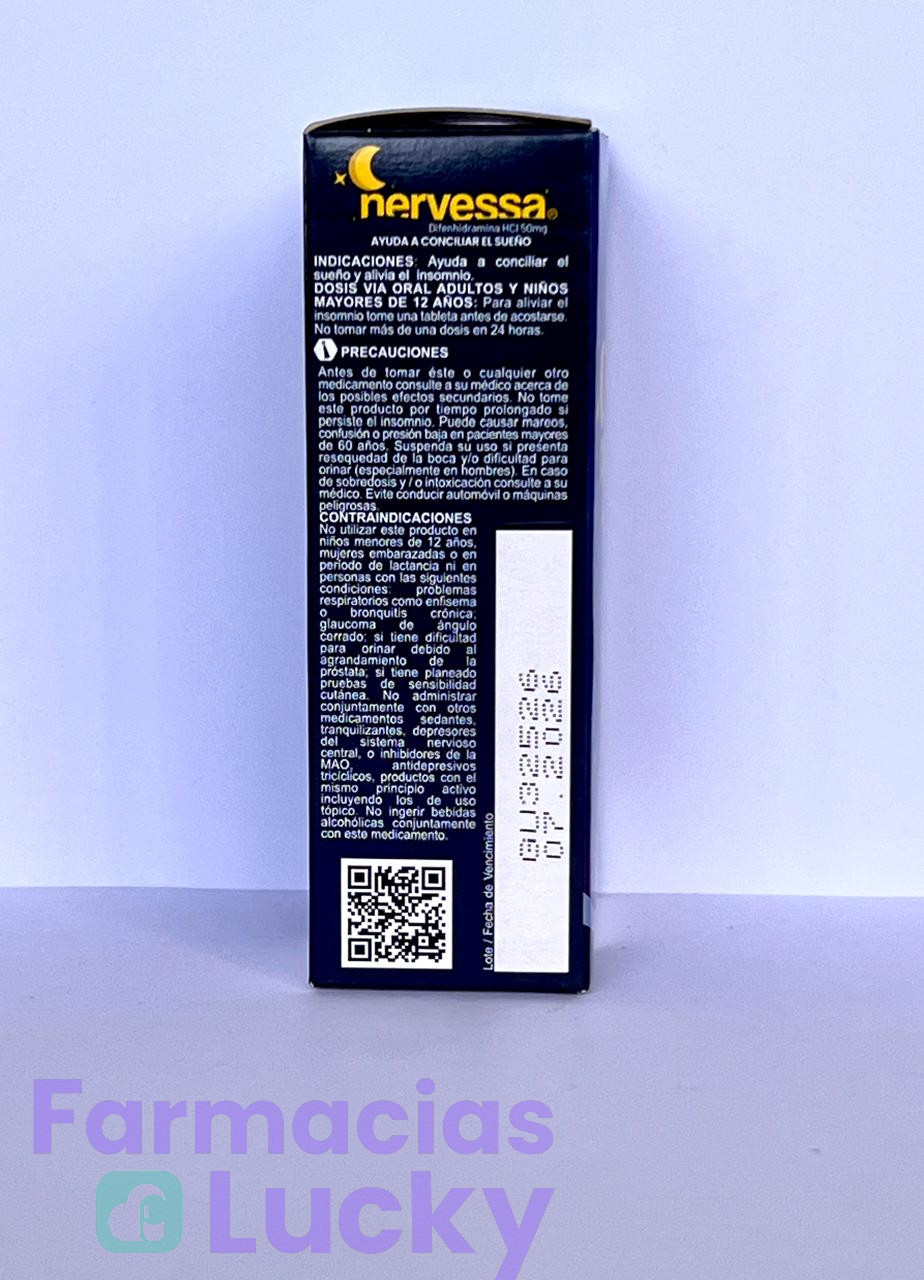 nervessa®
Difenhidramina HCl 50mg
AYUDA A CONCILIAR EL SUEÑO
INDICACIONES: Ayuda a conciliar el
sueño y alivia el insomnio.
DOSIS VIA ORAL ADULTOS Y NIÑOS
MAYORES DE 12 AÑOS: Para aliviar el
insomnio tome una tableta antes de acostarse.
No tomar más de una dosis en 24 horas.
PRECAUCIONES
Antes de tomar éste o cualquier otro
medicamento consulte a su médico acerca de
los posibles efectos secundarios. No tome
este producto por tiempo prolongado si
persiste el insomnio. Puede causar mareos,
confusión o presión baja en pacientes mayores
de 60 años. Suspenda su uso si presenta
resequedad de la boca y/o dificultad para
orinar (especialmente en hombres). En caso
de sobredosis y / o intoxicación consulte a su
médico. Evite conducir automóvil o máquinas
peligrosas.
CONTRAINDICACIONES
No utilizar este producto en
niños menores de 12 años,
mujeres embarazadas o en
periodo de lactancia ni en
personas con las siguientes
condiciones: problemas
respiratorios como enfisema
o bronquitis crónica;
glaucoma de ángulo
cerrado; si tiene dificultad
para orinar debido al
agrandamiento de la
próstata; si tiene planeado
pruebas de sensibilidad
cutánea. No administrar
conjuntamente con otros
medicamentos sedantes,
tranquilizantes, depresores
del sistema nervioso
central, o inhibidores de la
MAO, antidepresivos
tricíclicos, productos con el
mismo principio activo
incluyendo los de uso
tópico. No ingerir bebidas
alcohólicas conjuntamente
con este medicamento.
Lote / Fecha de Vencimiento
07.2026
Farmacias
Lucky